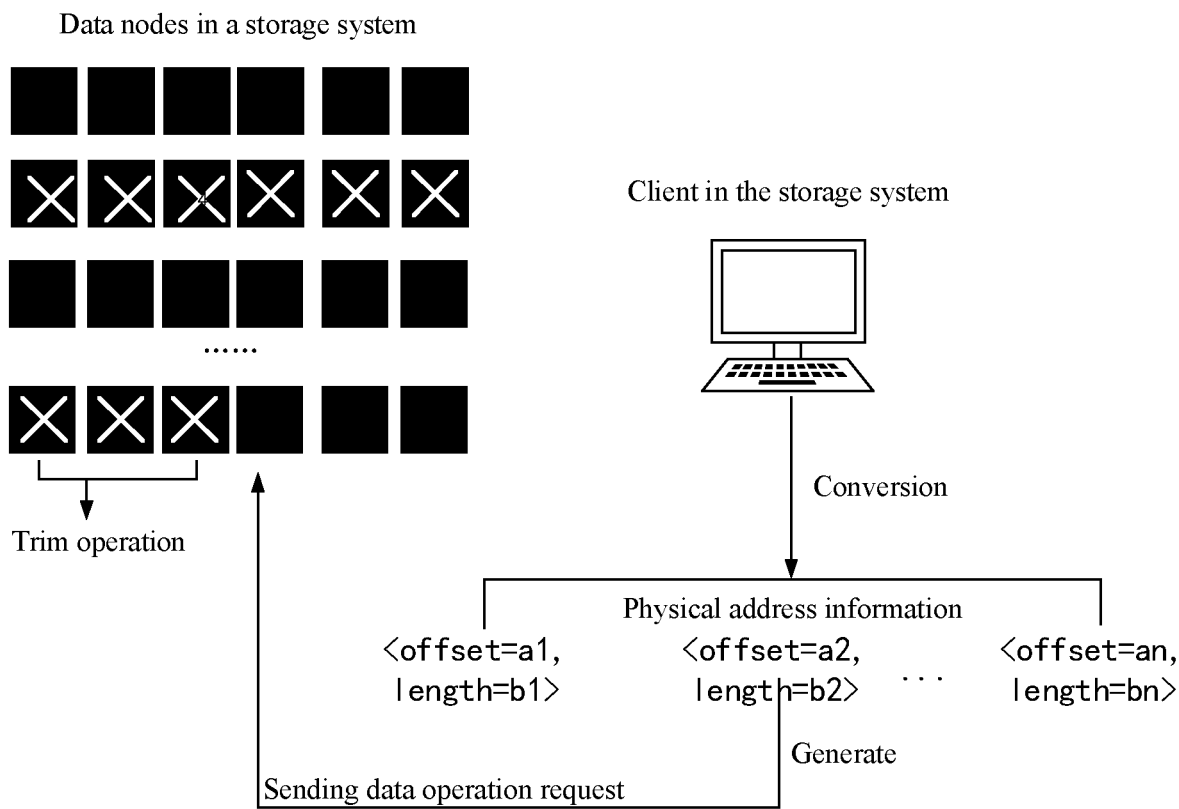 Data nodes in a storage system
4
Client in the storage system
......
Conversion
Trim operation
Physical address information
<offset=a1,
length=b1>
<offset=a2,
length=b2>
...
<offset=an,
length=bn>
Generate
Sending data operation request